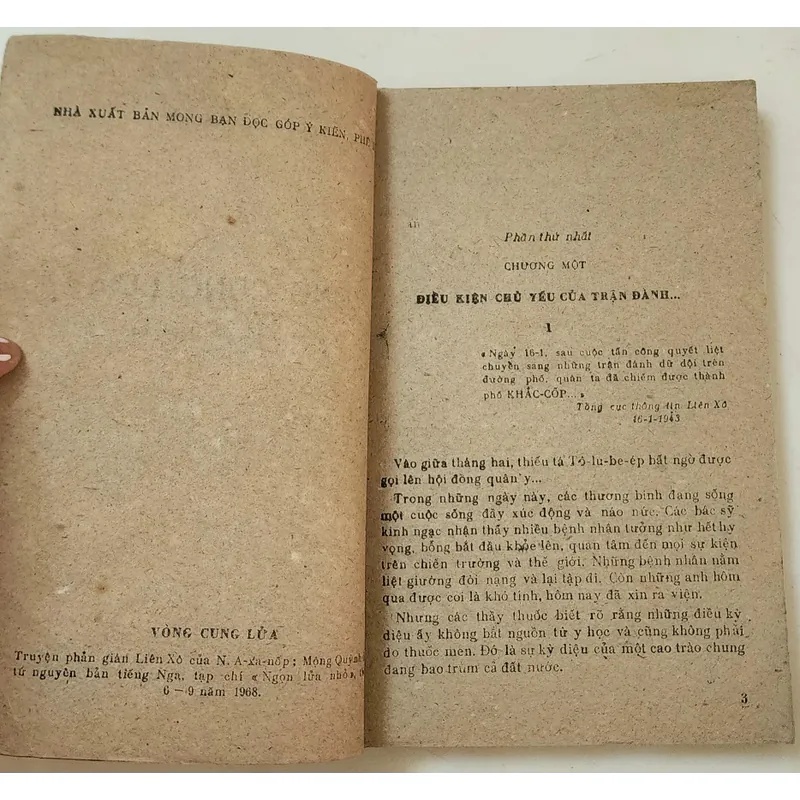 NHÀ XUẤT BẢN MONG BẠN ĐỌC GÓP Ý KIẾN,
VÒNG CUNG LỬA
Truyện phản gián Liên Xô của N. A-xa-nốp; Mộng Quỳnh
từ nguyên bản tiếng Nga, tạp chí « Ngọn lửa nhỏ »,
6 — 9 năm 1968.
Phần thứ nhất
CHƯƠNG MỘT
ĐIỀU KIỆN CHỦ YẾU CỦA TRẬN ĐÁNH...
1
« Ngày 16-1, sau cuộc tấn công quyết liệt
chuyển sang những trận đánh dữ dội trên
đường phố, quân ta đã chiếm được thành
phố KHÁC-CỐP... »
Tổng cục thông tin Liên Xô
16-1-1943
Vào giữa tháng hai, thiếu tá Tô-lu-be-ép bất ngờ được
gọi lên hội đồng quân y...
Trong những ngày này, các thương binh đang sống
một cuộc sống đầy xúc động và náo nức. Các bác sỹ
kinh ngạc nhận thấy nhiều bệnh nhân tưởng như hết hy
vọng, bỗng bắt đầu khỏe lên, quan tâm đến mọi sự kiện
trên chiến trường và thế giới. Những bệnh nhân nằm
liệt giường đòi nạng và lại tập đi. Còn những anh hôm
qua được coi là khó tính, hôm nay đã xin ra viện.
Nhưng các thầy thuốc biết rõ rằng những điều kỳ
diệu ấy không bắt nguồn từ y học và cũng không phải
do thuốc men. Đó là sự kỳ diệu của một cao trào chung
đang bao trùm cả đất nước.
3